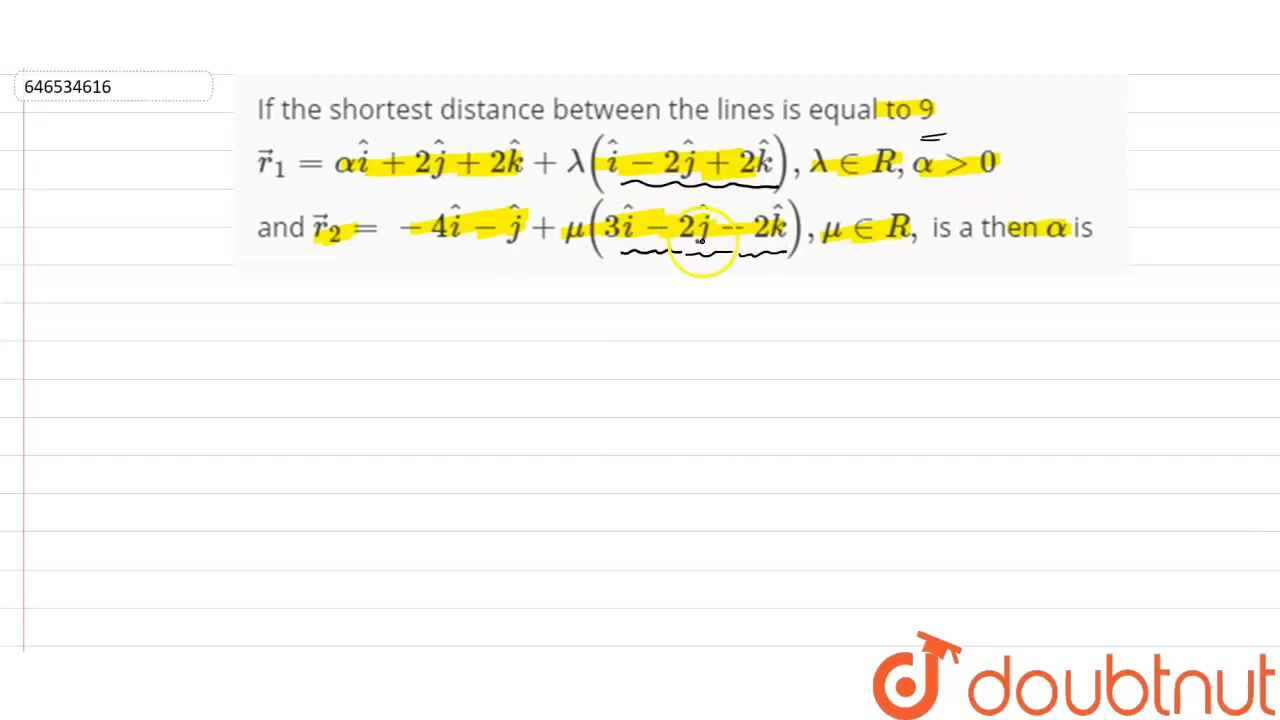 646534616
If the shortest distance between the lines is equal to 9
r⃗₁ = αî + 2ĵ + 2k̂ + λ(î − 2ĵ + 2k̂), λ ∈ R, α > 0
and r⃗₂ = −4î − ĵ + μ(3î − 2ĵ − 2k̂), μ ∈ R, is a then α is
doubtnut